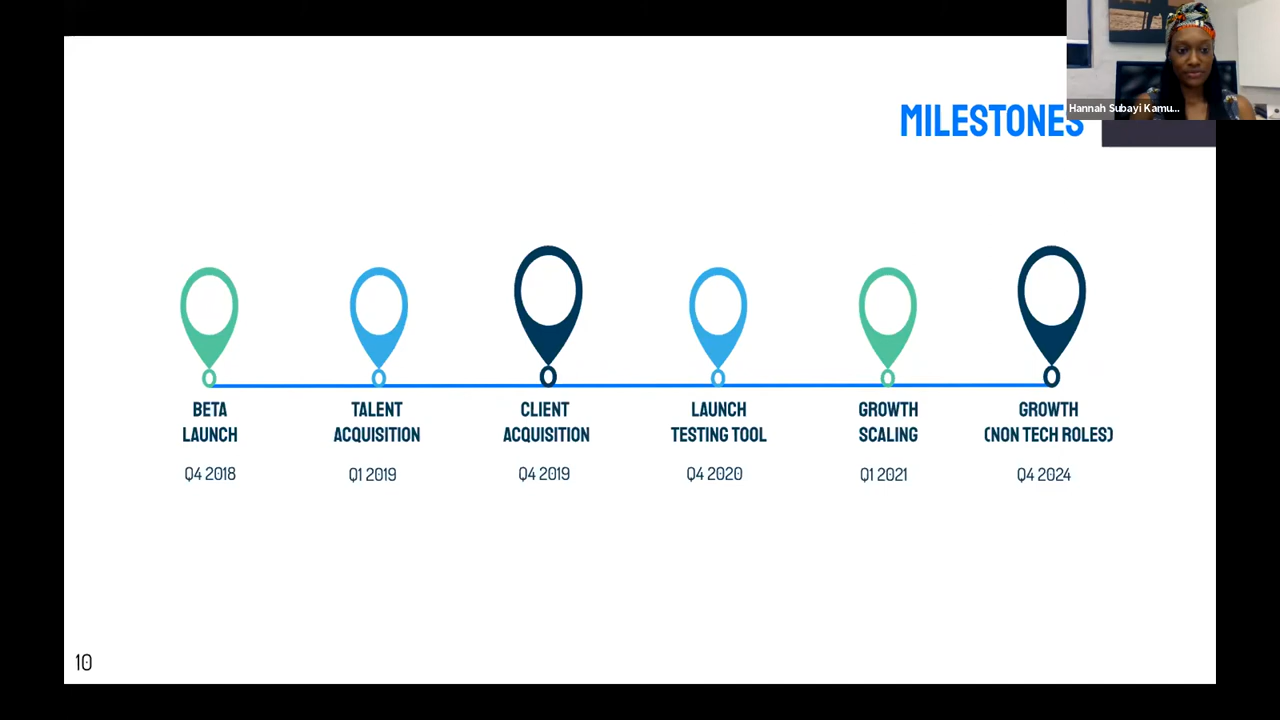 Hannah Subayi Kamu...
MILESTONES
BETA
LAUNCH
Q4 2018
TALENT
ACQUISITION
Q1 2019
CLIENT
ACQUISITION
Q4 2019
LAUNCH
TESTING TOOL
Q4 2020
GROWTH
SCALING
Q1 2021
GROWTH
(NON TECH ROLES)
Q4 2024
10